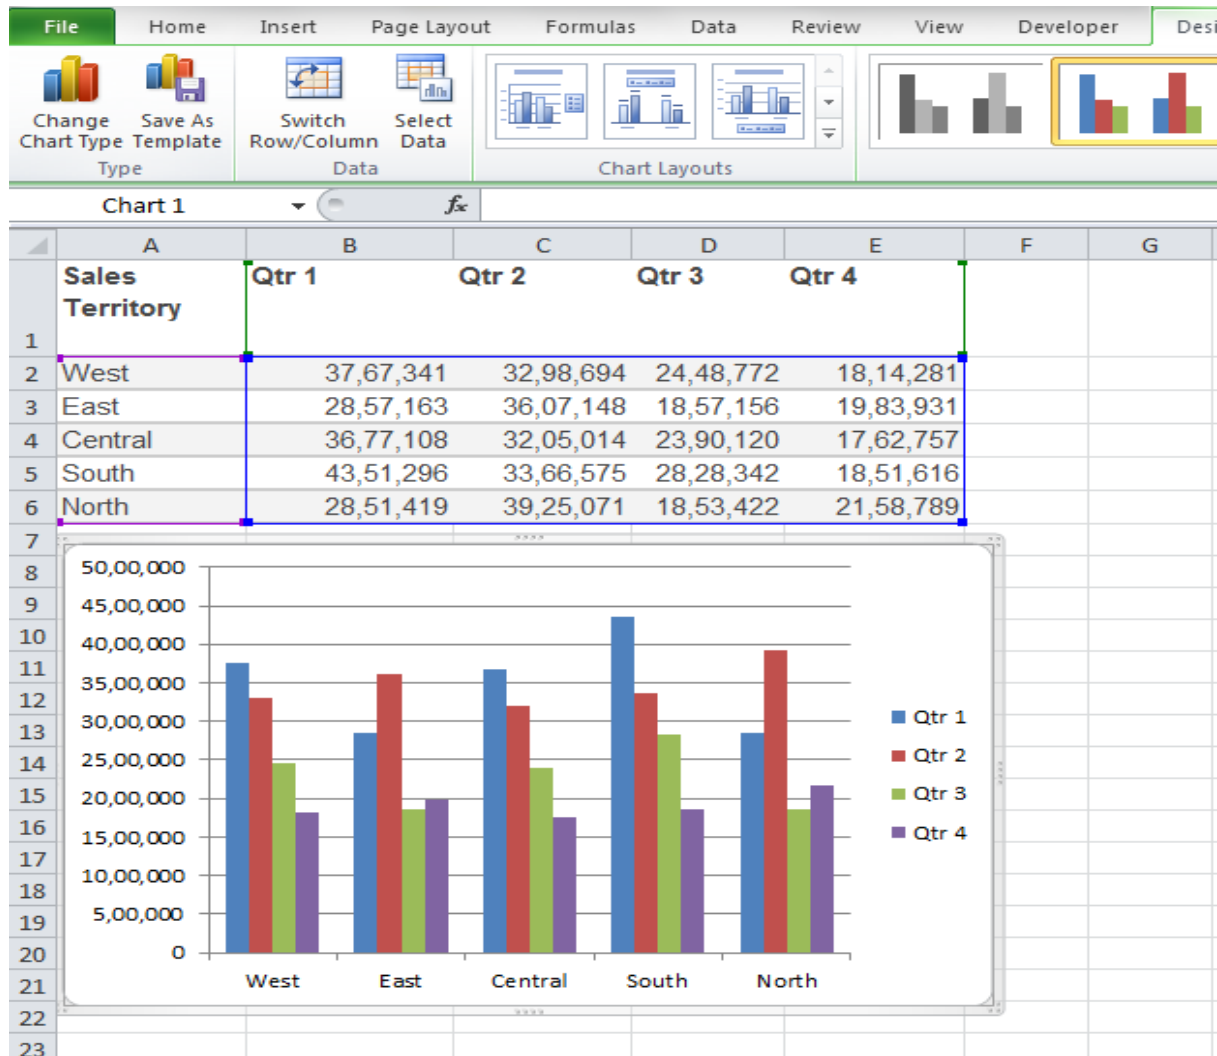 File Home Insert Page Layout Formulas Data Review View Developer Desi
Change Save As Switch Select
Chart Type Template Row/Column Data
Type Data Chart Layouts
Chart 1 fx
A B C D E F G
Sales Qtr 1 Qtr 2 Qtr 3 Qtr 4
Territory
1
2 West 37,67,341 32,98,694 24,48,772 18,14,281
3 East 28,57,163 36,07,148 18,57,156 19,83,931
4 Central 36,77,108 32,05,014 23,90,120 17,62,757
5 South 43,51,296 33,66,575 28,28,342 18,51,616
6 North 28,51,419 39,25,071 18,53,422 21,58,789
7
8 50,00,000
9 45,00,000
10 40,00,000
11 35,00,000
12 30,00,000
13 Qtr 1
14 25,00,000 Qtr 2
15 20,00,000 Qtr 3
16 15,00,000 Qtr 4
17
18 10,00,000
19 5,00,000
20 0
21 West East Central South North
22
23